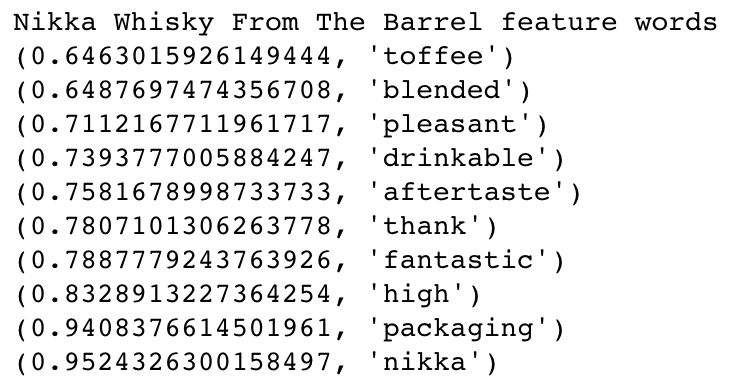 Nikka Whisky From The Barrel feature words
(0.6463015926149444, 'toffee')
(0.6487697474356708, 'blended')
(0.7112167711961717, 'pleasant')
(0.7393777005884247, 'drinkable')
(0.7581678998733733, 'aftertaste')
(0.7807101306263778, 'thank')
(0.7887779243763926, 'fantastic')
(0.8328913227364254, 'high')
(0.9408376614501961, 'packaging')
(0.9524326300158497, 'nikka')